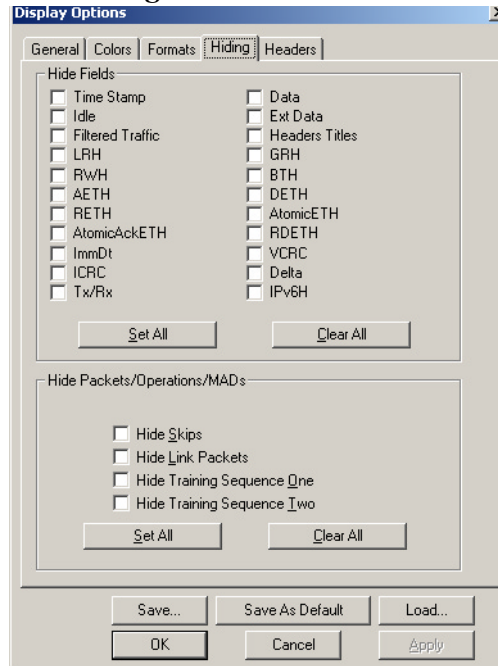 Display Options
General Colors Formats Hiding Headers
Hide Fields
Time Stamp Data
Idle Ext Data
Filtered Traffic Headers Titles
LRH GRH
RWH BTH
AETH DETH
RETH AtomicETH
AtomicAckETH RDETH
ImmDt VCRC
ICRC Delta
Tx/Rx IPv6H
Set All Clear All
Hide Packets/Operations/MADs
Hide Skips
Hide Link Packets
Hide Training Sequence One
Hide Training Sequence Two
Set All Clear All
Save... Save As Default Load...
OK Cancel Apply